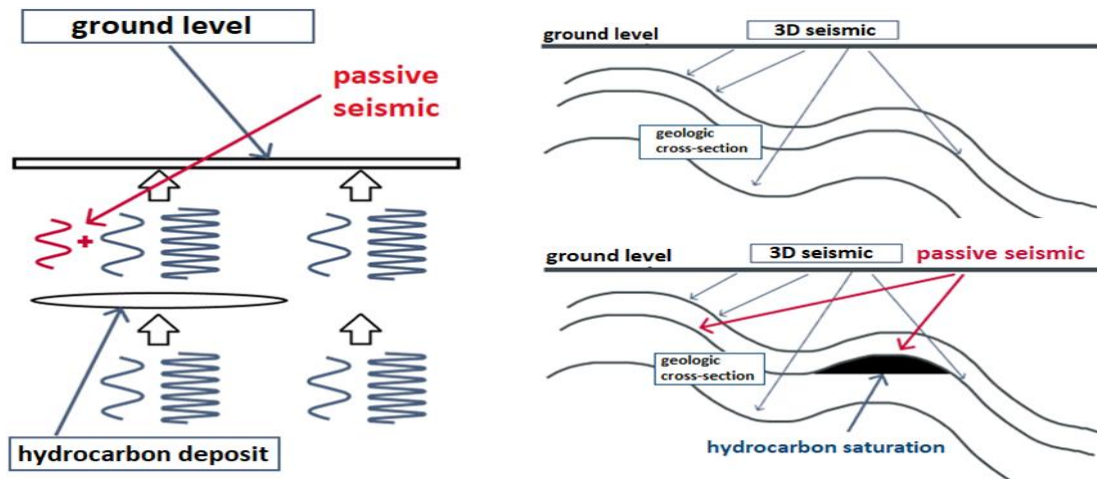 ground level
passive
seismic
+
hydrocarbon deposit
ground level
3D seismic
geologic
cross-section
ground level
3D seismic
passive seismic
geologic
cross-section
hydrocarbon saturation